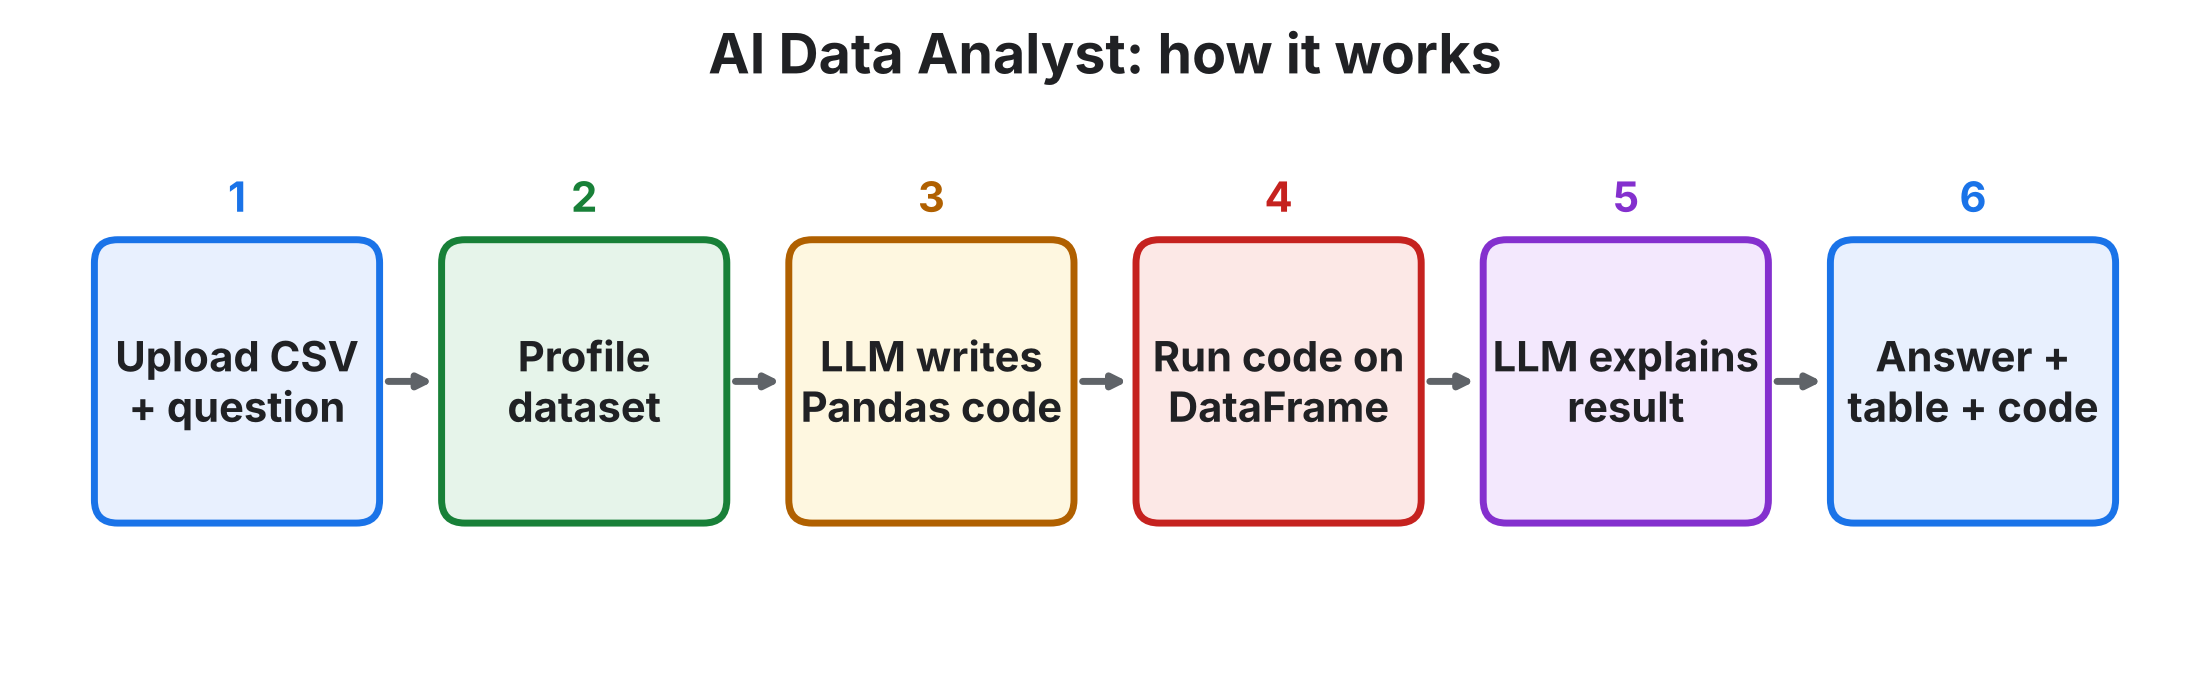 AI Data Analyst: how it works
1
Upload CSV
+ question
2
Profile
dataset
3
LLM writes
Pandas code
4
Run code on
DataFrame
5
LLM explains
result
6
Answer +
table + code